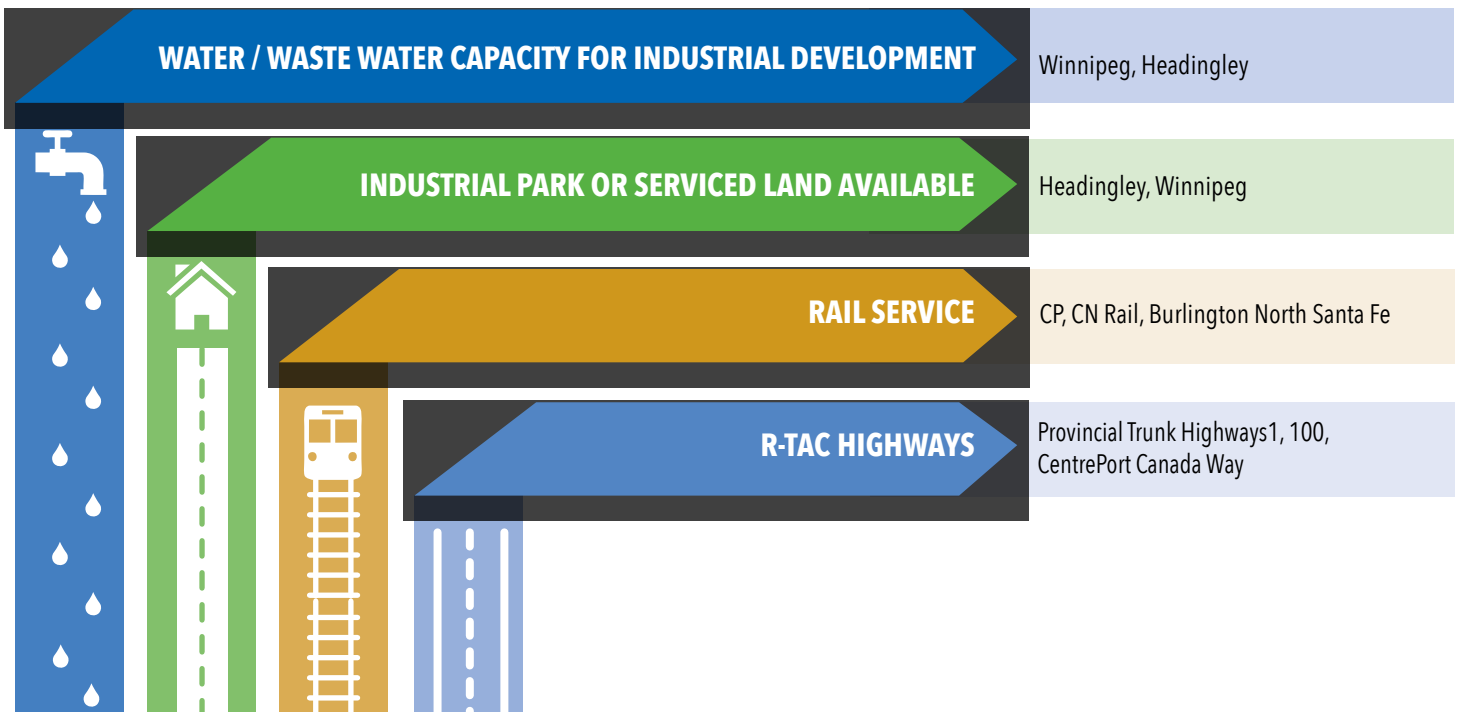 WATER / WASTE WATER CAPACITY FOR INDUSTRIAL DEVELOPMENT
Winnipeg, Headingley
INDUSTRIAL PARK OR SERVICED LAND AVAILABLE
Headingley, Winnipeg
RAIL SERVICE
CP, CN Rail, Burlington North Santa Fe
R-TAC HIGHWAYS
Provincial Trunk Highways1, 100,
CentrePort Canada Way